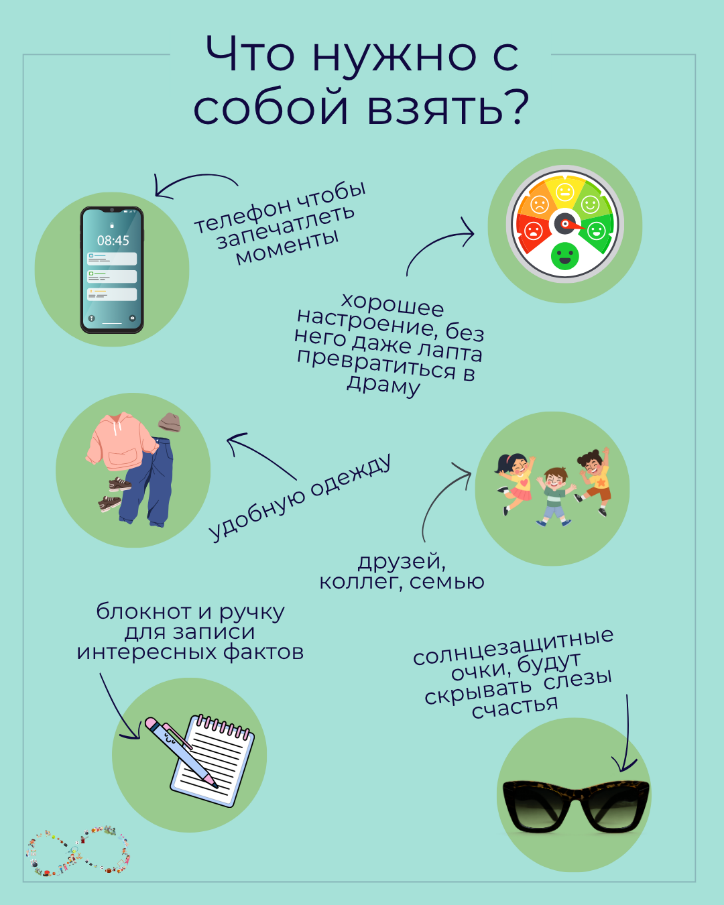 Что нужно с
собой взять?
телефон чтобы
запечатлеть
моменты
08:45
хорошее
настроение, без
него даже лапта
превратиться в
драму
удобную одежду
друзей,
коллег, семью
блокнот и ручку
для записи
интересных фактов
солнцезащитные
очки, будут
скрывать слезы
счастья